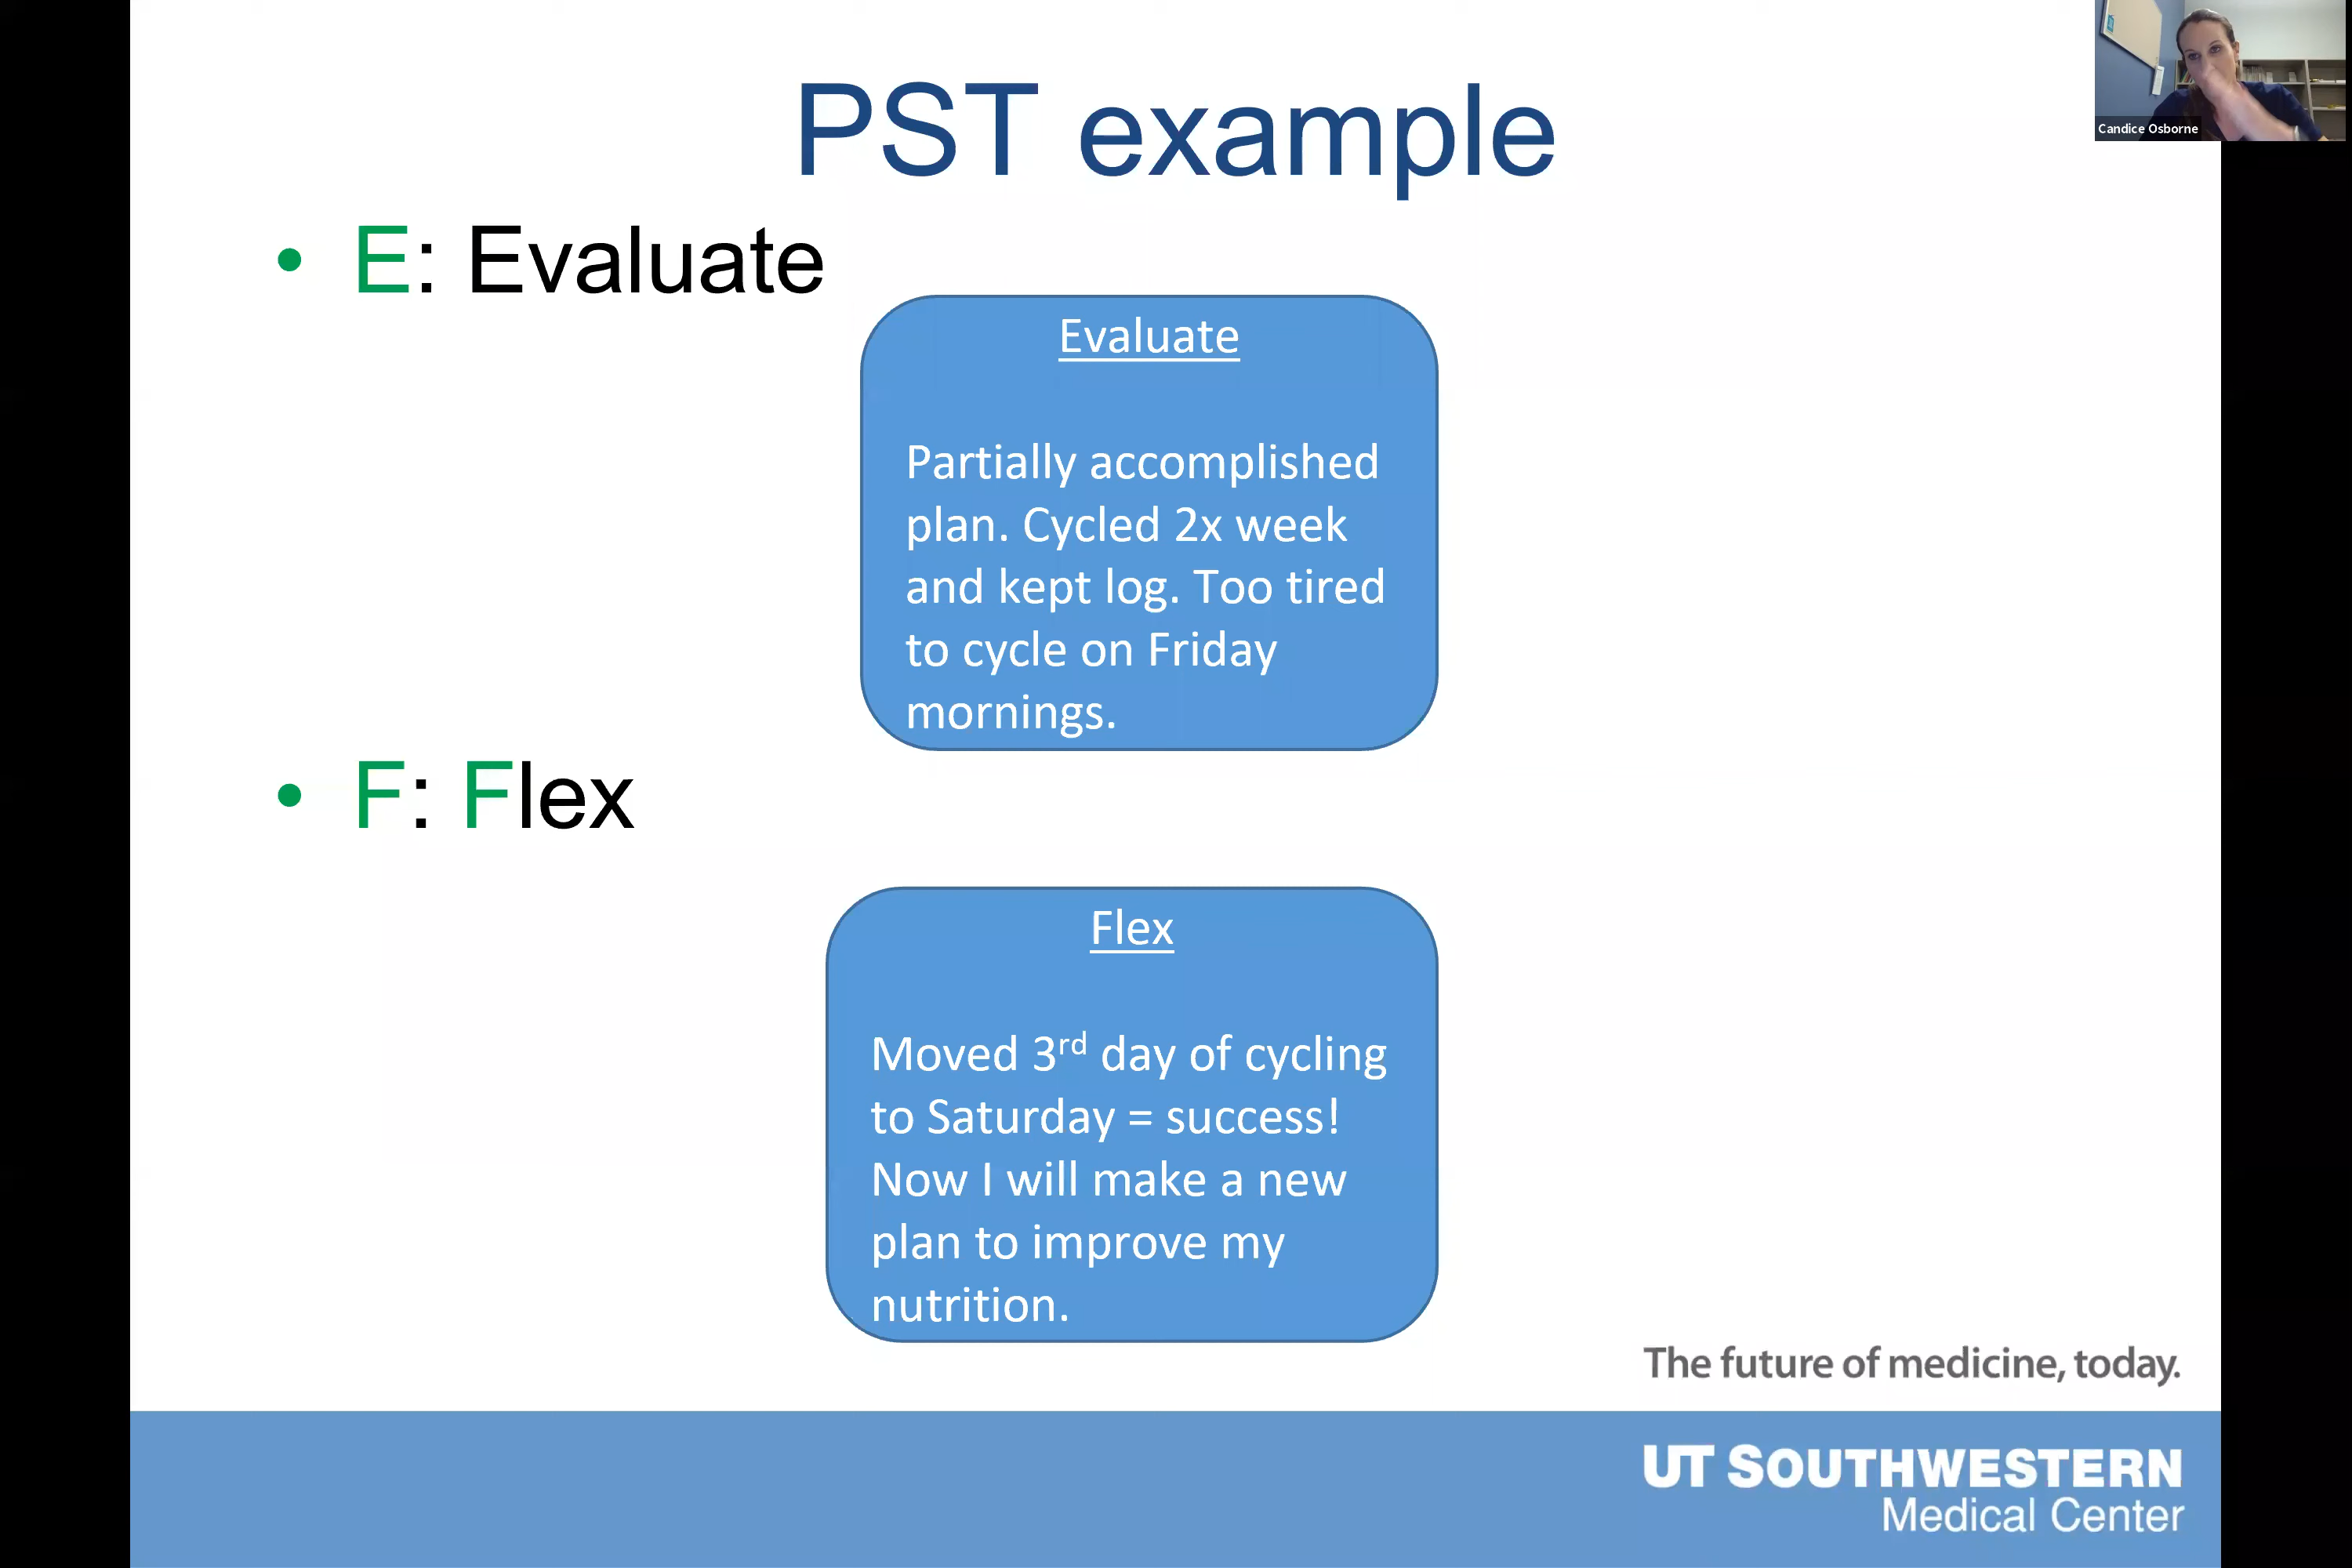 PST example
Candice Osborne
• E: Evaluate
Evaluate
Partially accomplished
plan. Cycled 2x week
and kept log. Too tired
to cycle on Friday
mornings.
• F: Flex
Flex
Moved 3rd day of cycling
to Saturday = success!
Now I will make a new
plan to improve my
nutrition.
The future of medicine, today.
UT SOUTHWESTERN
Medical Center